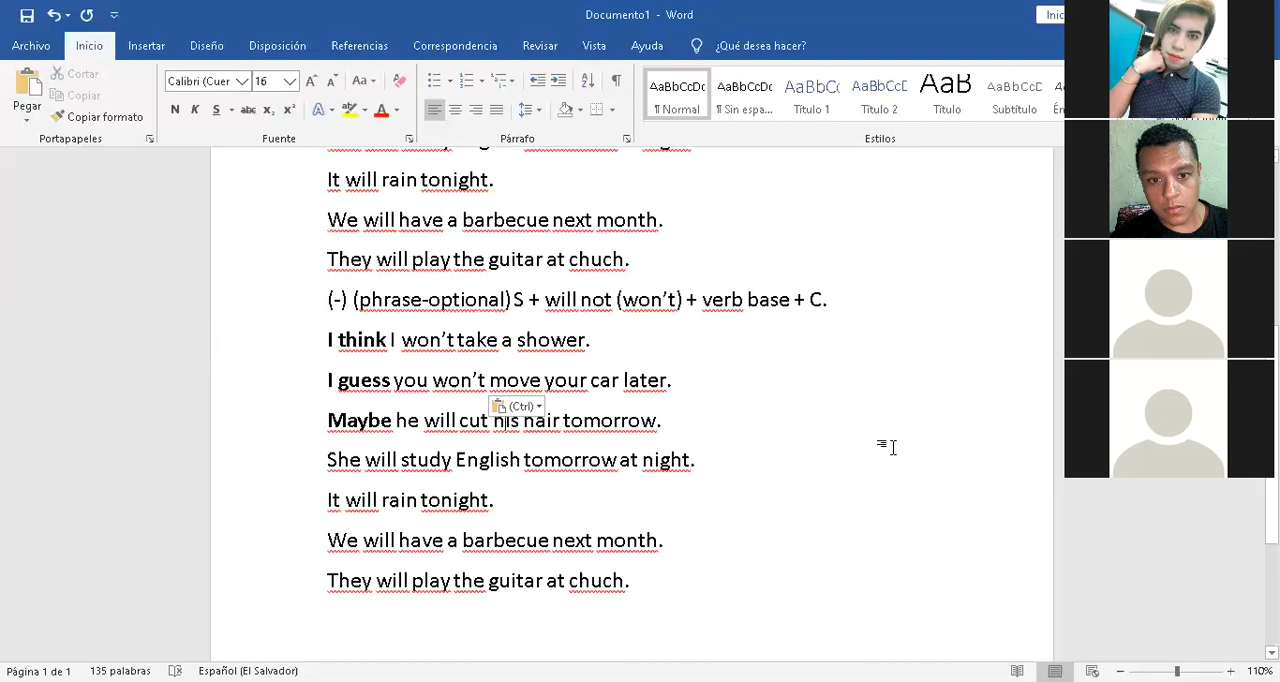 Documento1 - Word
Inic
Archivo Inicio Insertar Diseño Disposición Referencias Correspondencia Revisar Vista Ayuda ¿Qué desea hacer?
Pegar
Cortar
Copiar
Copiar formato
Portapapeles
Calibri (Cuer 16
N K S abc x₂ x²
Fuente
Párrafo
AaBbCcDc AaBbCcDc AaBbCc AaBbCcC AaB AaBbCcD
¶ Normal ¶ Sin espa... Título 1 Título 2 Título Subtítulo
Estilos
It will rain tonight.
We will have a barbecue next month.
They will play the guitar at chuch.
(-) (phrase-optional)S + will not (won't) + verb base + C.
I think I won't take a shower.
I guess you won't move your car later.
(Ctrl)
Maybe he will cut his hair tomorrow.
She will study English tomorrow at night.
It will rain tonight.
We will have a barbecue next month.
They will play the guitar at chuch.
Página 1 de 1 135 palabras Español (El Salvador) 110%